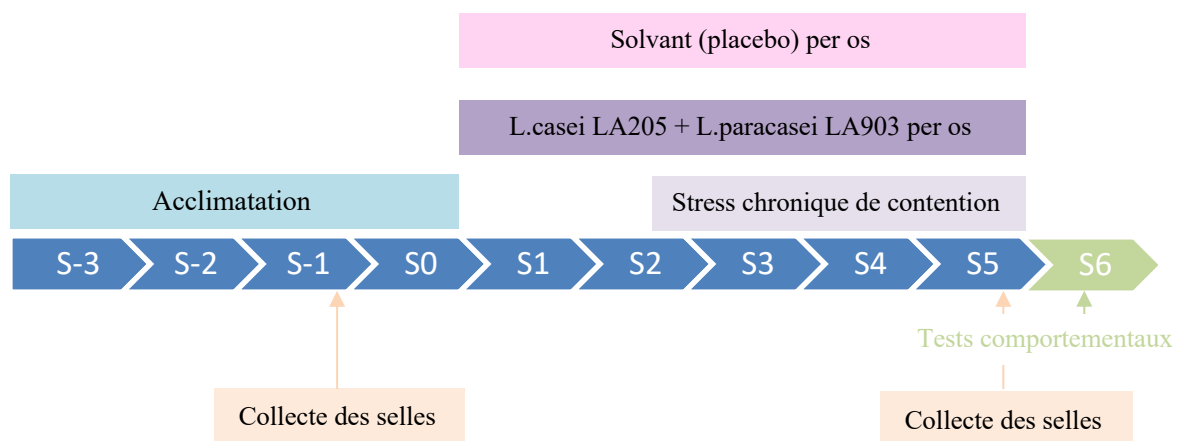 Solvant (placebo) per os
L.casei LA205 + L.paracasei LA903 per os
Acclimatation
Stress chronique de contention
S-3 S-2 S-1 S0 S1 S2 S3 S4 S5 S6
Tests comportementaux
Collecte des selles
Collecte des selles